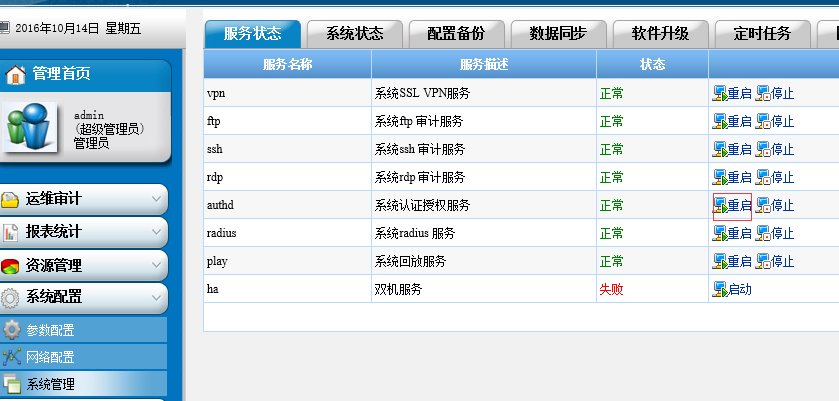 2016年10月14日 星期五
管理首页
admin
(超级管理员)
管理员
运维审计
报表统计
资源管理
系统配置
参数配置
网络配置
系统管理
服务状态 系统状态 配置备份 数据同步 软件升级 定时任务
服务名称 服务描述 状态
vpn 系统SSL VPN服务 正常 重启 停止
ftp 系统ftp 审计服务 正常 重启 停止
ssh 系统ssh 审计服务 正常 重启 停止
rdp 系统rdp 审计服务 正常 重启 停止
authd 系统认证授权服务 正常 重启 停止
radius 系统radius 服务 正常 重启 停止
play 系统回放服务 正常 重启 停止
ha 双机服务 失败 启动